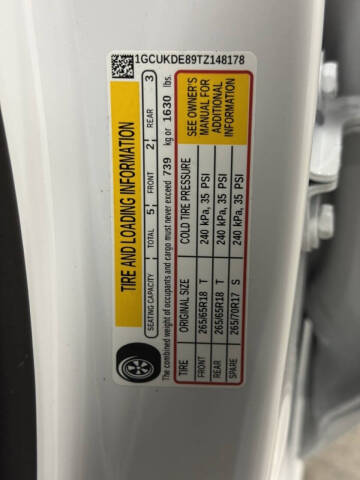 1GCUKDE89TZ148178
TIRE AND LOADING INFORMATION
SEATING CAPACITY TOTAL 5 FRONT 2 REAR 3
The combined weight of occupants and cargo must never exceed 739 kg or 1630 lbs.
TIRE ORIGINAL SIZE COLD TIRE PRESSURE
FRONT 265/65R18 T 240 kPa, 35 PSI
REAR 265/65R18 T 240 kPa, 35 PSI
SPARE 265/70R17 S 240 kPa, 35 PSI
SEE OWNER'S
MANUAL FOR
ADDITIONAL
INFORMATION